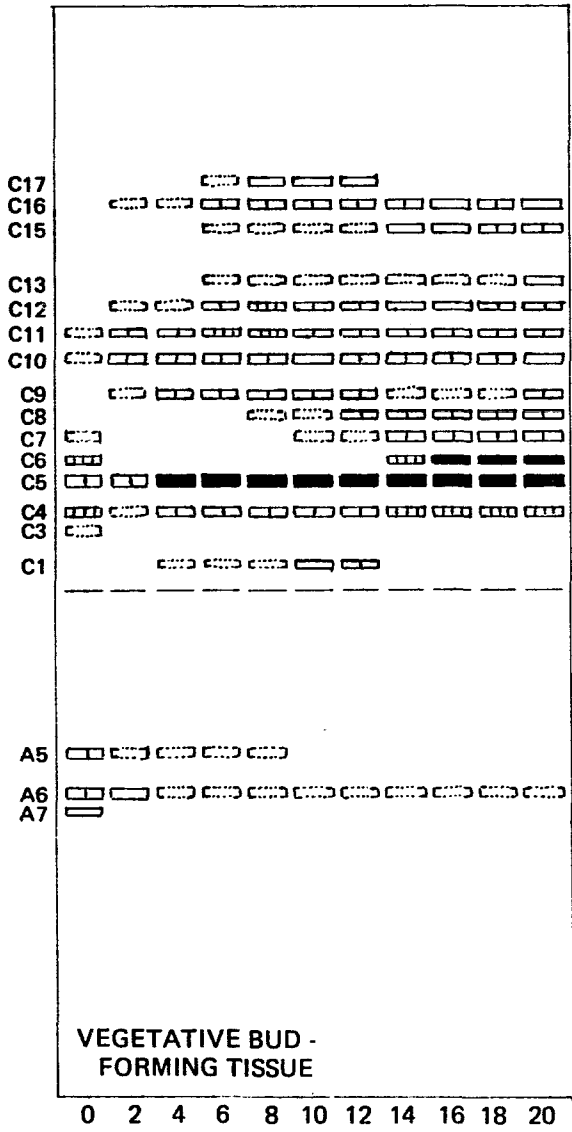 C17
C16
C15
C13
C12
C11
C10
C9
C8
C7
C6
C5
C4
C3
C1
A5
A6
A7
VEGETATIVE BUD -
FORMING TISSUE
0 2 4 6 8 10 12 14 16 18 20